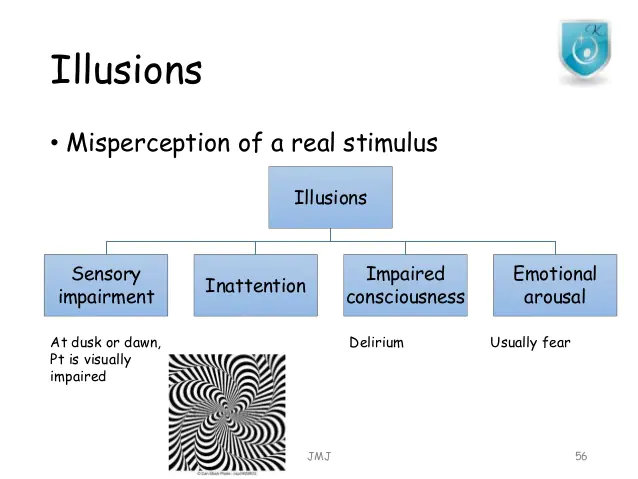 Illusions
K
• Misperception of a real stimulus
Illusions
Sensory
impairment
Inattention
Impaired
consciousness
Emotional
arousal
At dusk or dawn,
Pt is visually
impaired
Delirium
Usually fear
JMJ
56